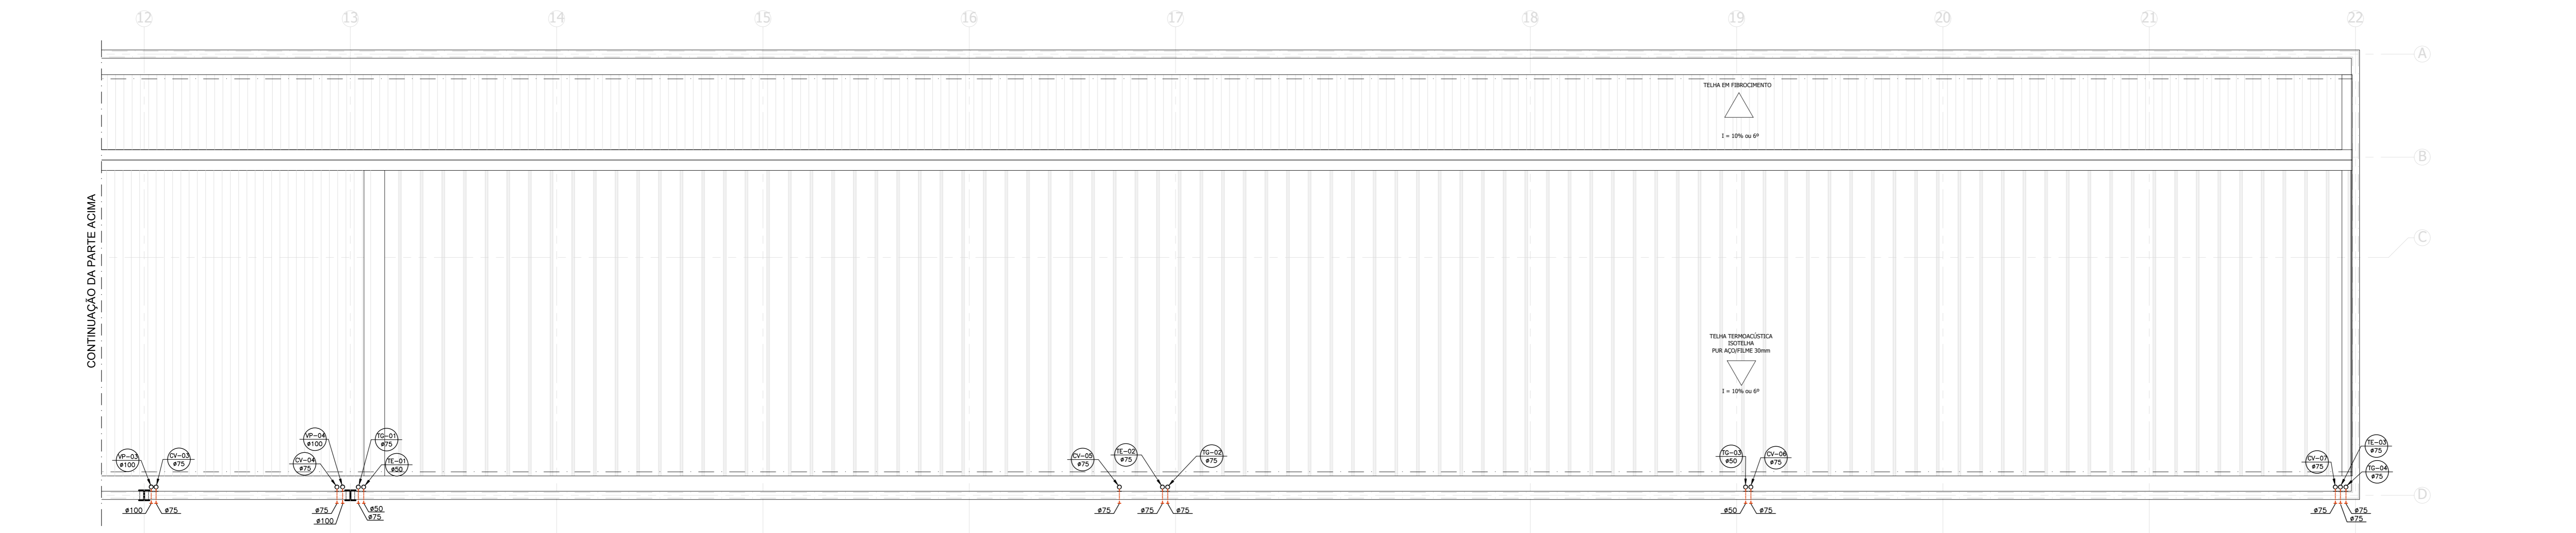 12
13
14
15
16
17
18
19
20
21
22
A
TELHA EM FIBROCIMENTO
I = 10% ou 6º
B
C
CONTINUAÇÃO DA PARTE ACIMA
TELHA TERMOACÚSTICA
ISOTELHA
PUR AÇO/FILME 30mm
I = 10% ou 6º
VP-03
ø100
CV-03
ø75
VP-04
ø100
CV-04
ø75
TG-01
ø75
TE-01
ø50
CV-05
ø75
TE-02
ø75
TG-02
ø75
TG-03
ø50
CV-06
ø75
CV-07
ø75
TE-03
ø75
TG-04
ø75
D
ø100
ø75
ø75
ø100
ø50
ø75
ø75
ø75
ø75
ø50
ø75
ø75
ø75
ø75